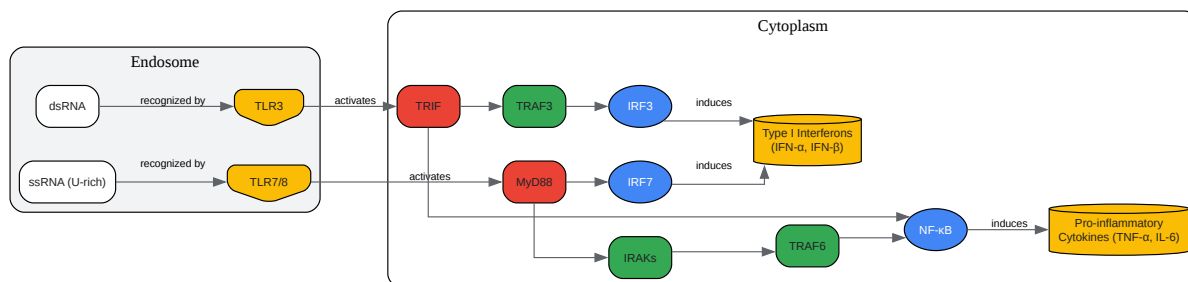 Endosome
Cytoplasm
dsRNA
recognized by
TLR3
activates
TRIF
TRAF3
IRF3
induces
Type I Interferons
(IFN-α, IFN-β)
ssRNA (U-rich)
recognized by
TLR7/8
activates
MyD88
IRF7
induces
IRAKs
TRAF6
NF-κB
induces
Pro-inflammatory
Cytokines (TNF-α, IL-6)